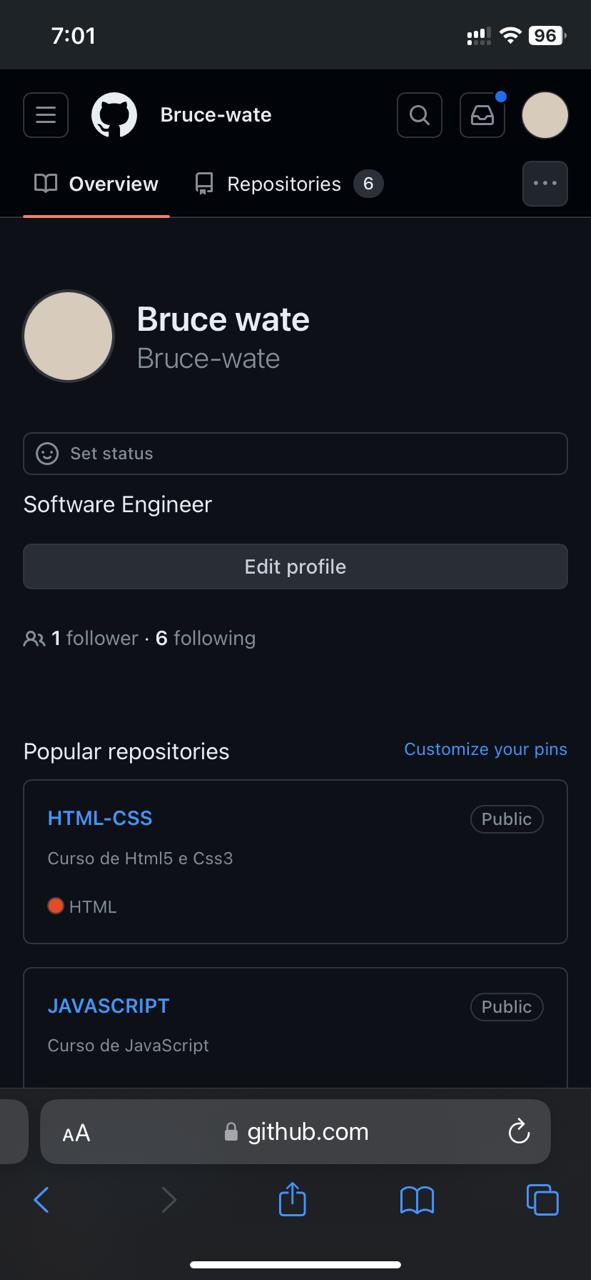 7:01
96
Bruce-wate
Overview
Repositories 6
Bruce wate
Bruce-wate
Set status
Software Engineer
Edit profile
1 follower · 6 following
Popular repositories
Customize your pins
HTML-CSS
Public
Curso de Html5 e Css3
HTML
JAVASCRIPT
Public
Curso de JavaScript
AA
github.com